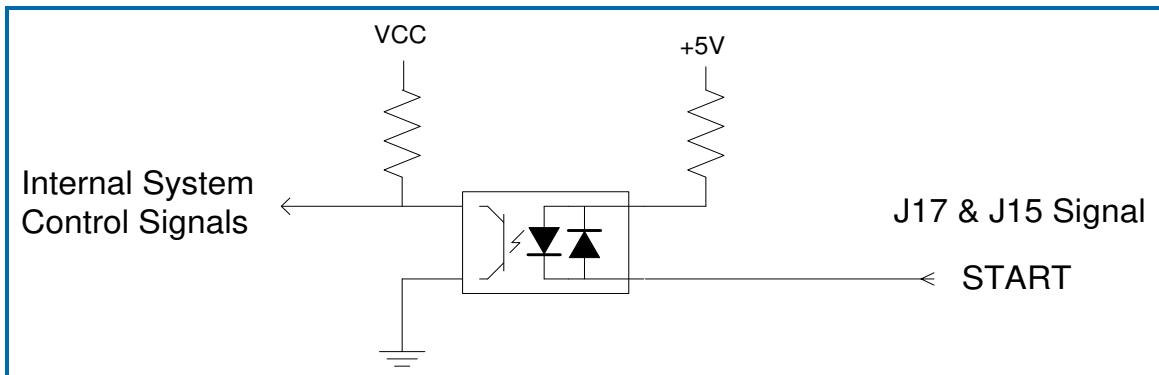 VCC
+5V
Internal System
Control Signals
J17 & J15 Signal
START